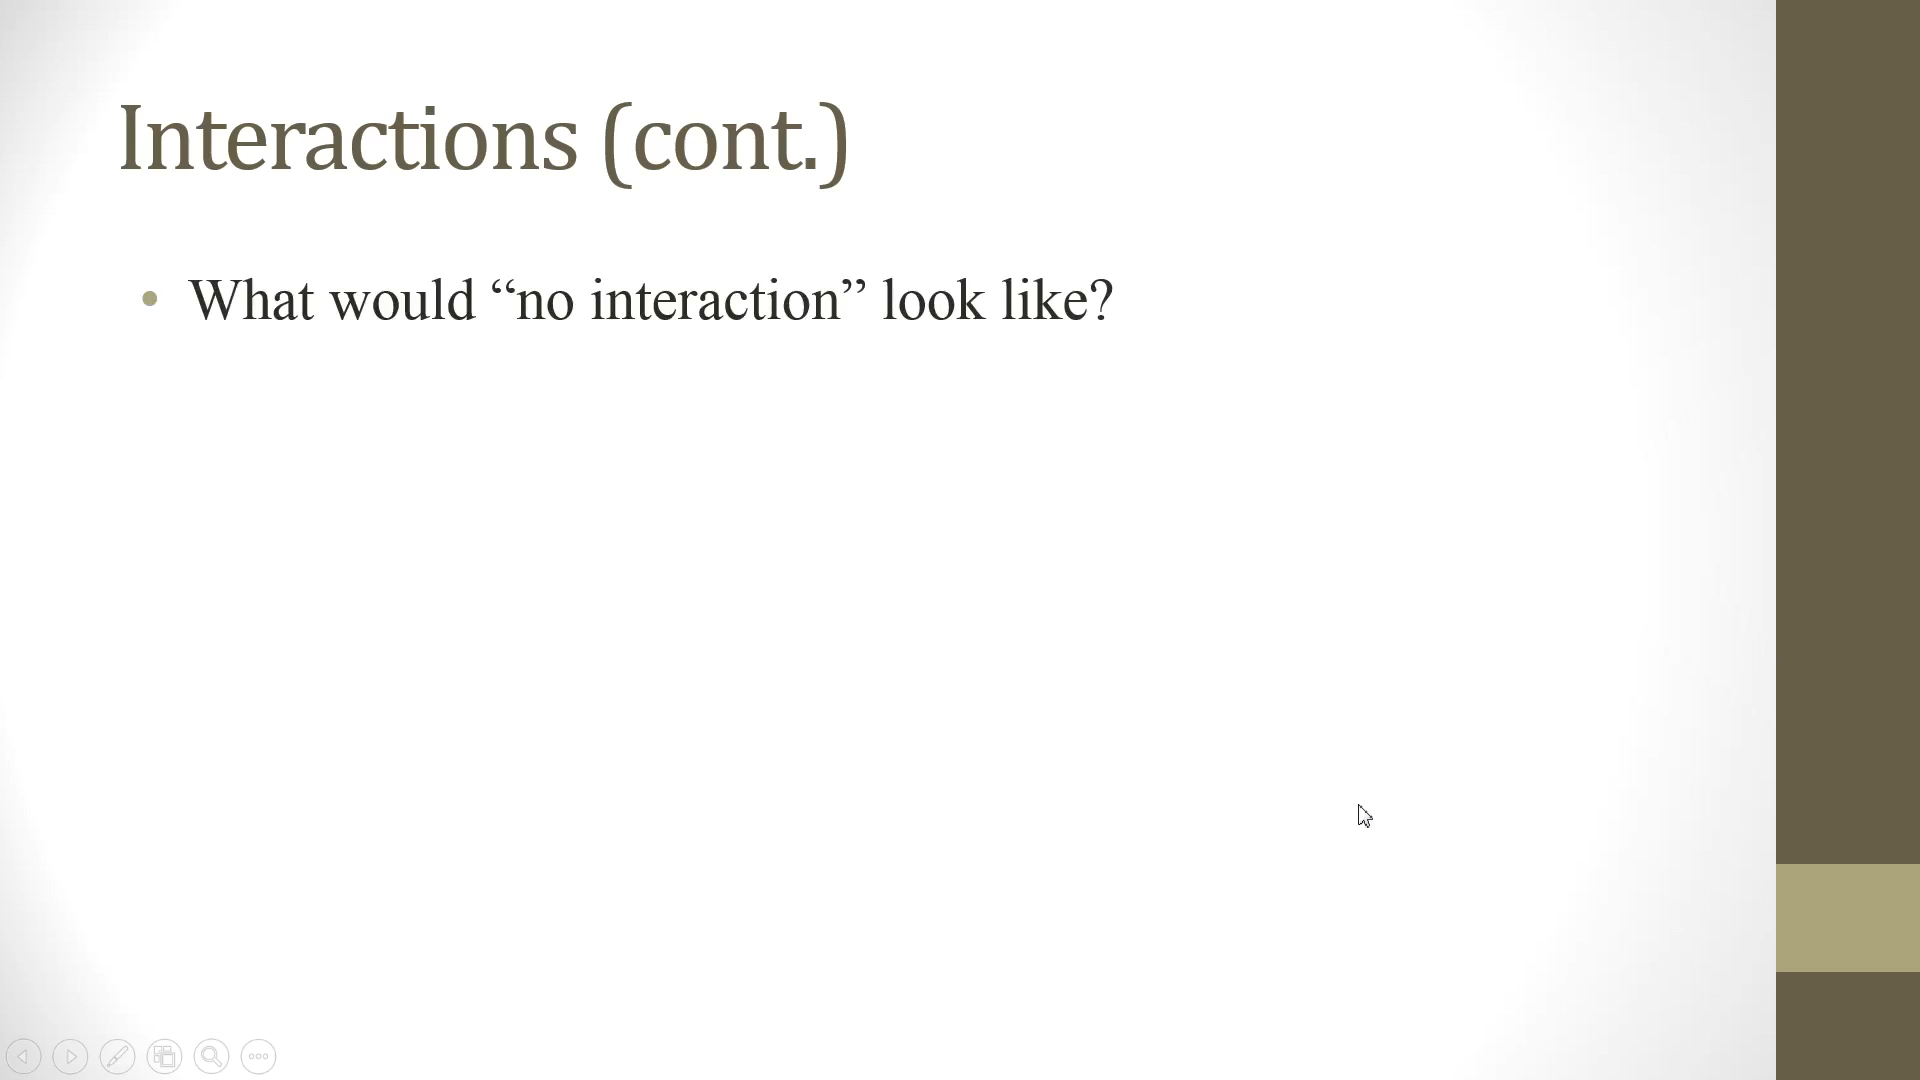 Interactions (cont.)
• What would “no interaction” look like?